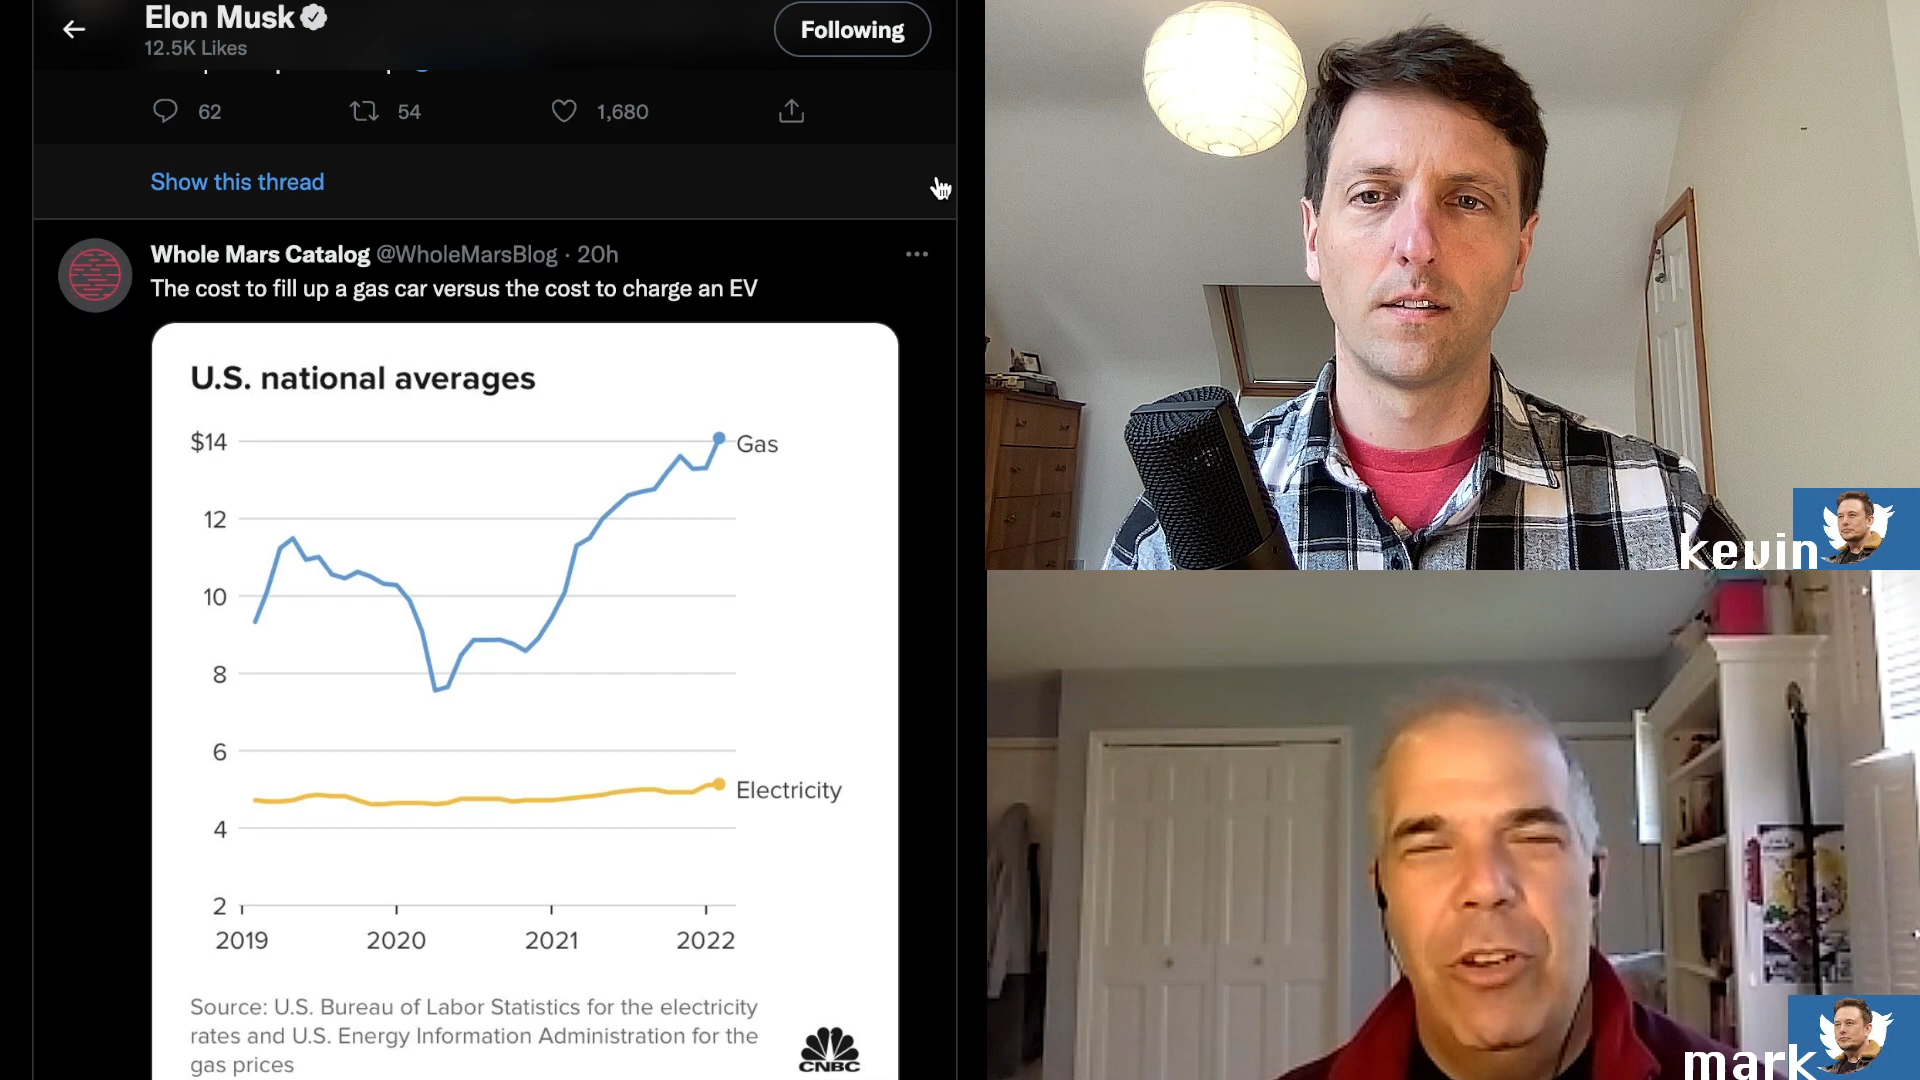 Elon Musk
12.5K Likes
Following
62
54
1,680
Show this thread
Whole Mars Catalog @WholeMarsBlog · 20h
The cost to fill up a gas car versus the cost to charge an EV
U.S. national averages
$14
Gas
12
10
8
6
Electricity
4
2
2019 2020 2021 2022
Source: U.S. Bureau of Labor Statistics for the electricity
rates and U.S. Energy Information Administration for the
gas prices
CNBC
kevin
mark